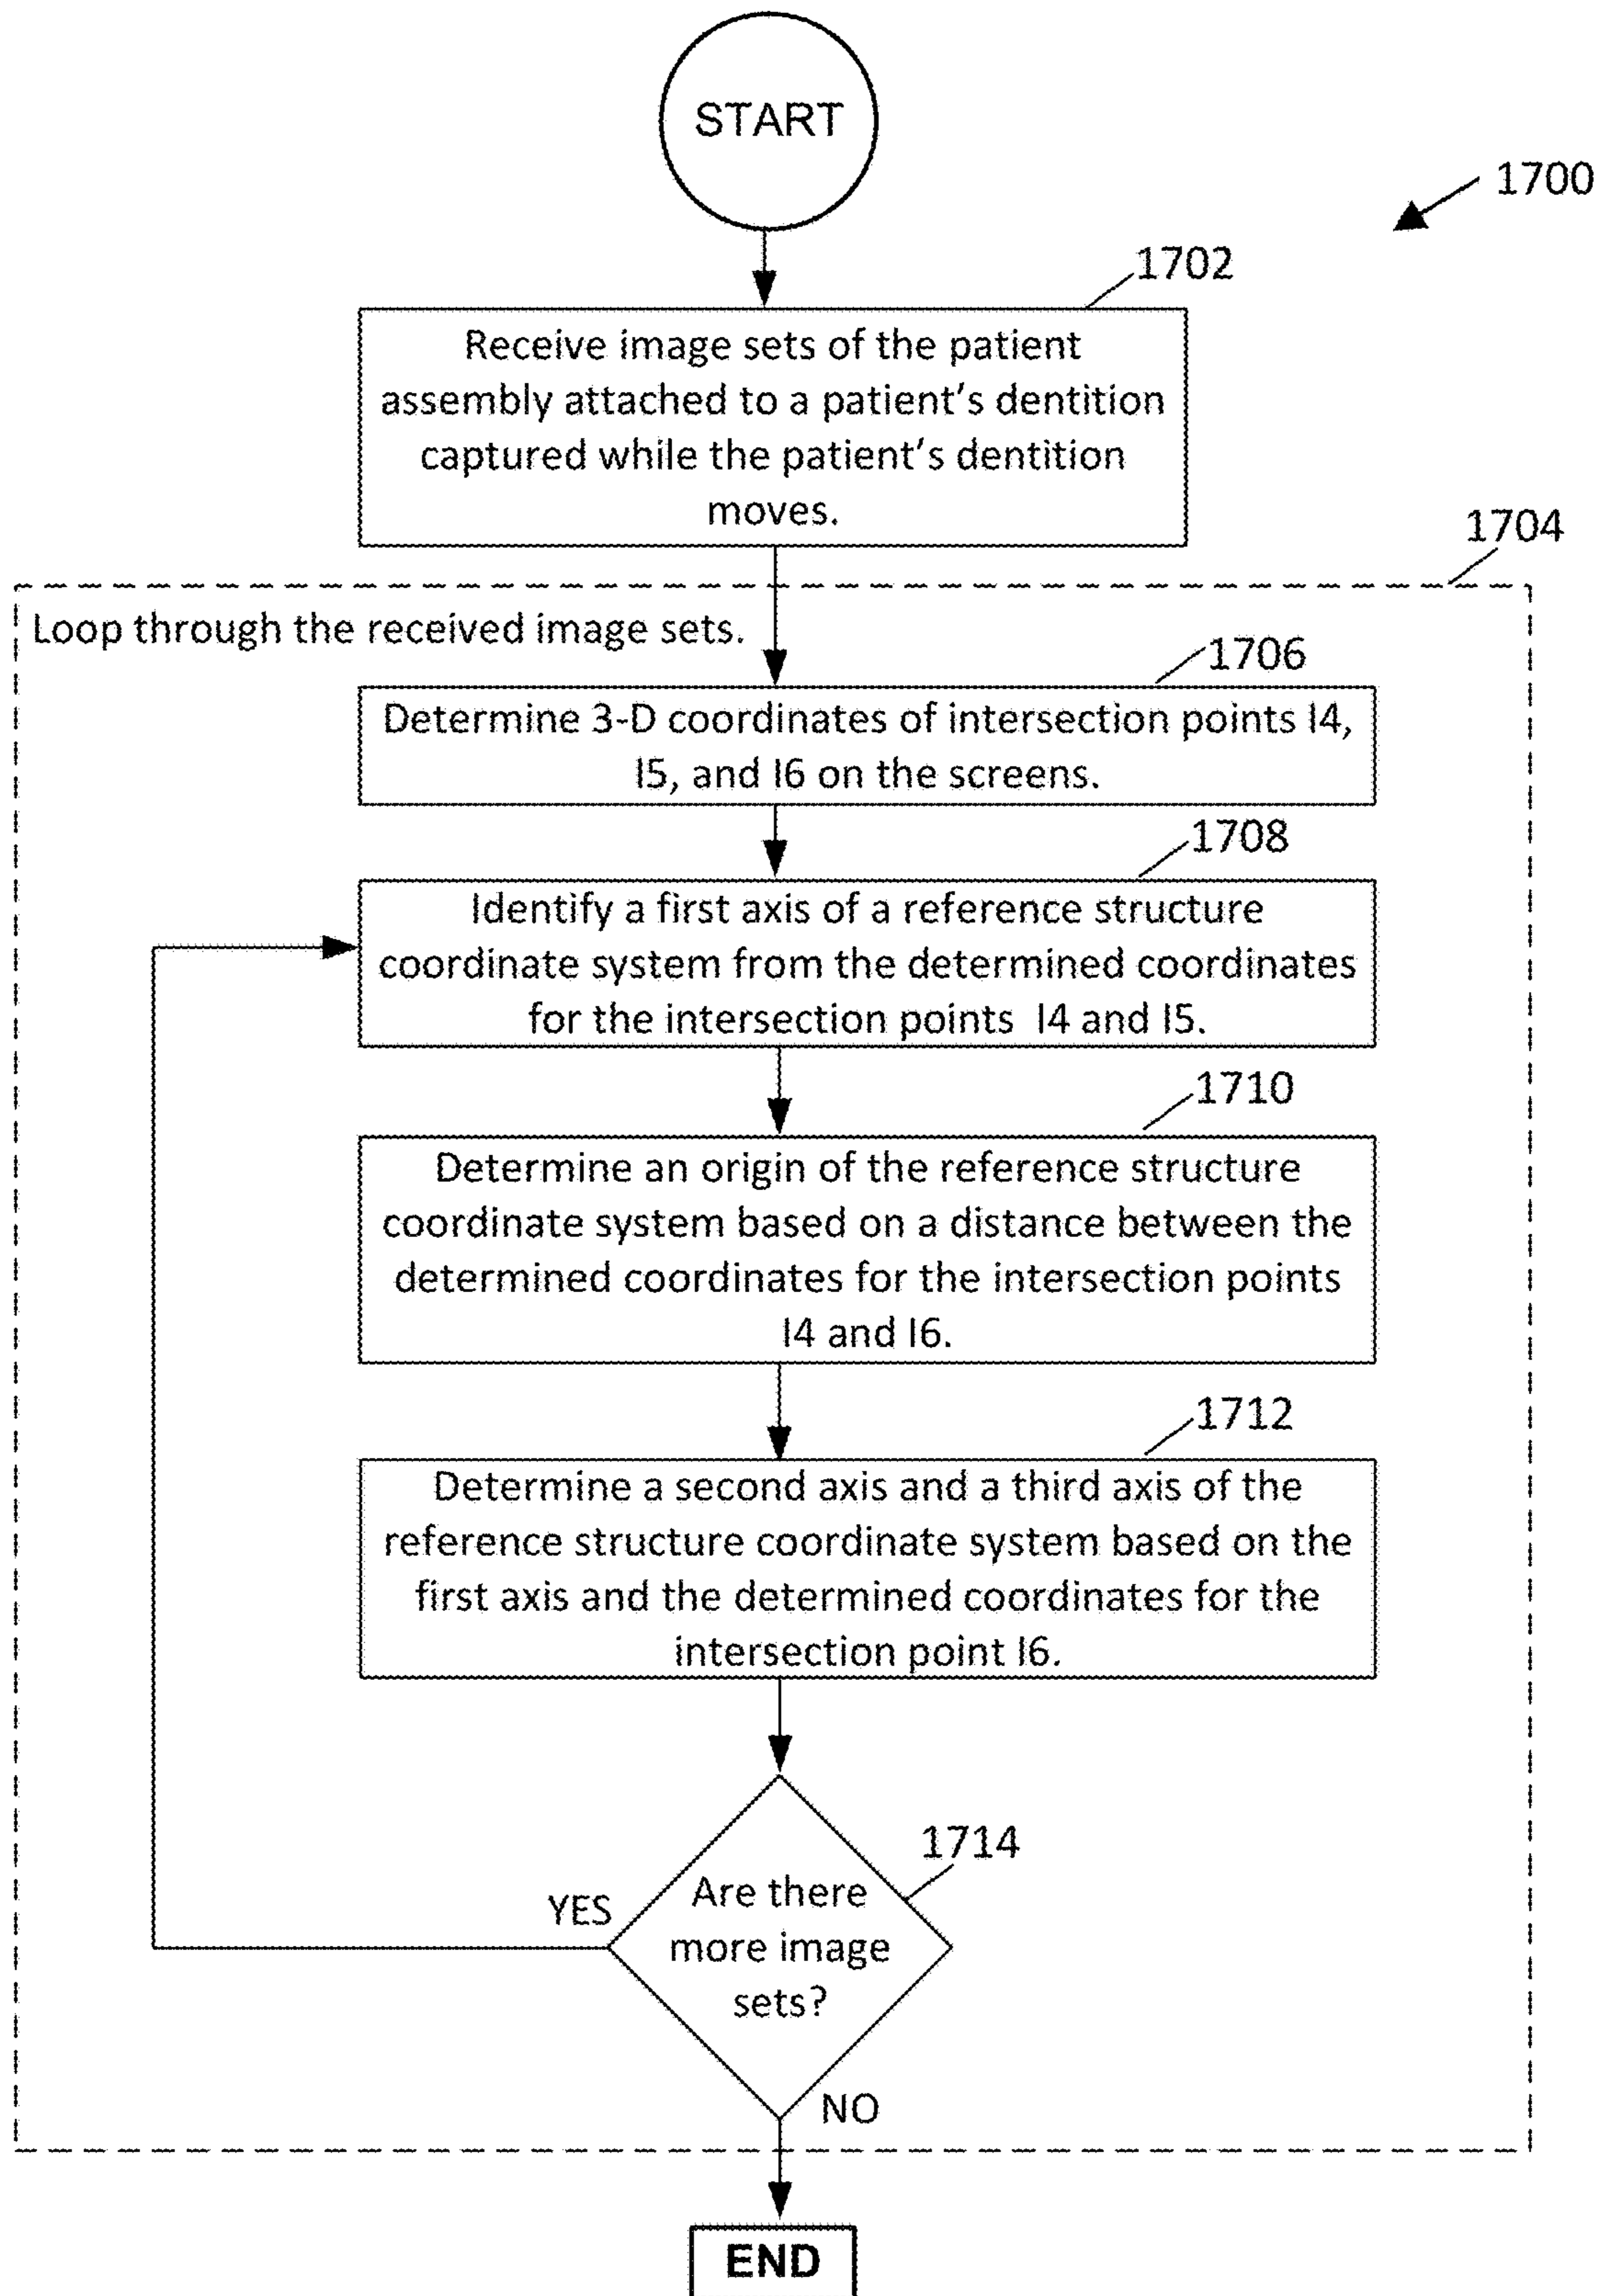 START
1700
1702
Receive image sets of the patient
assembly attached to a patient's dentition
captured while the patient's dentition
moves.
1704
Loop through the received image sets.
1706
Determine 3-D coordinates of intersection points I4,
I5, and I6 on the screens.
1708
Identify a first axis of a reference structure
coordinate system from the determined coordinates
for the intersection points I4 and I5.
1710
Determine an origin of the reference structure
coordinate system based on a distance between the
determined coordinates for the intersection points
I4 and I6.
1712
Determine a second axis and a third axis of the
reference structure coordinate system based on the
first axis and the determined coordinates for the
intersection point I6.
1714
YES
Are there
more image
sets?
NO
END